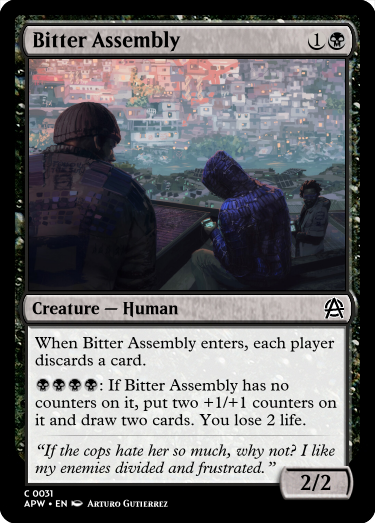 Bitter Assembly 1
Creature — Human
When Bitter Assembly enters, each player
discards a card.
: If Bitter Assembly has no
counters on it, put two +1/+1 counters on
it and draw two cards. You lose 2 life.
“If the cops hate her so much, why not? I like
my enemies divided and frustrated.”
2/2
C 0031
APW • EN Arturo Gutierrez